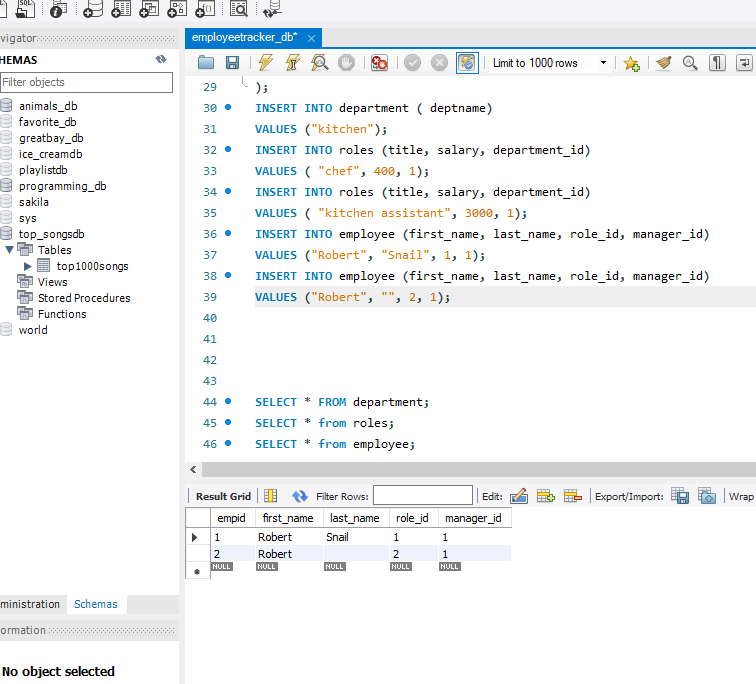 SQL
vigator
employeetracker_db*
HEMAS
Filter objects
animals_db
favorite_db
greatbay_db
ice_creamdb
playlistdb
programming_db
sakila
sys
top_songsdb
Tables
top1000songs
Views
Stored Procedures
Functions
world
ministration Schemas
ormation
No object selected
Limit to 1000 rows
29 );
30 INSERT INTO department ( deptname)
31 VALUES ("kitchen");
32 INSERT INTO roles (title, salary, department_id)
33 VALUES ( "chef", 400, 1);
34 INSERT INTO roles (title, salary, department_id)
35 VALUES ( "kitchen assistant", 3000, 1);
36 INSERT INTO employee (first_name, last_name, role_id, manager_id)
37 VALUES ("Robert", "Snail", 1, 1);
38 INSERT INTO employee (first_name, last_name, role_id, manager_id)
39 VALUES ("Robert", "", 2, 1);
40
41
42
43
44 SELECT * FROM department;
45 SELECT * from roles;
46 SELECT * from employee;
Result Grid Filter Rows: Edit: Export/Import: Wrap
empid first_name last_name role_id manager_id
1 Robert Snail 1 1
2 Robert 2 1
NULL NULL NULL NULL NULL